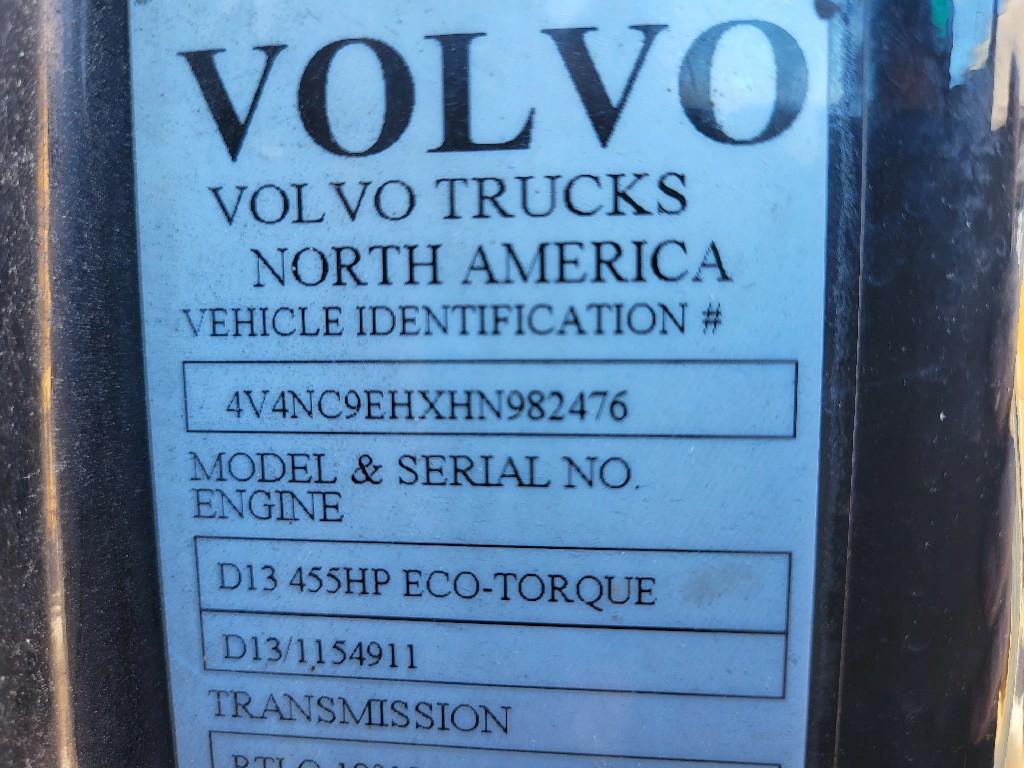 VOLVO
VOLVO TRUCKS
NORTH AMERICA
VEHICLE IDENTIFICATION #
4V4NC9EHXHN982476
MODEL & SERIAL NO.
ENGINE
D13 455HP ECO-TORQUE
D13/1154911
TRANSMISSION